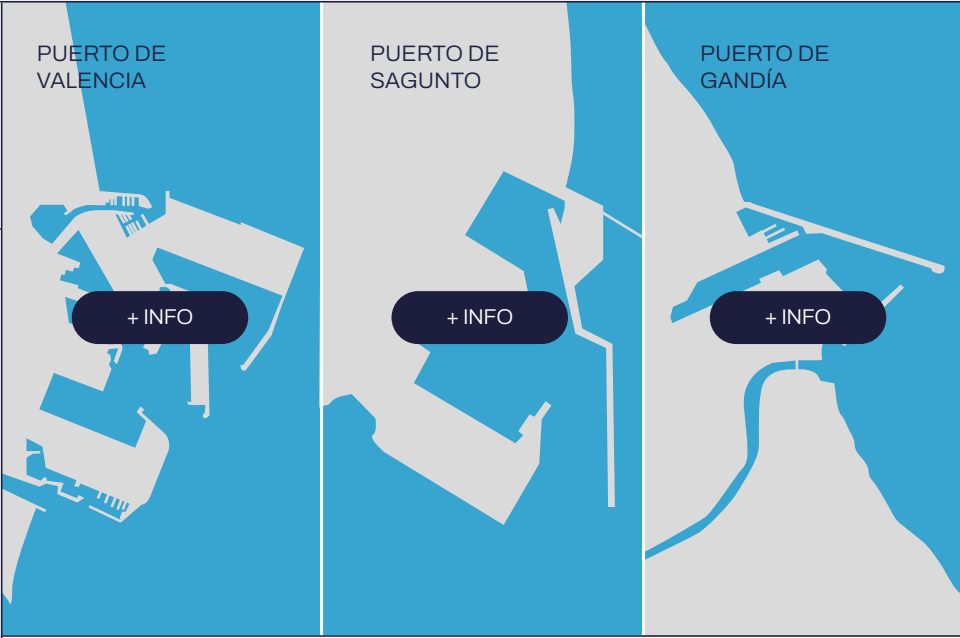 PUERTO DE
VALENCIA
+ INFO
PUERTO DE
SAGUNTO
+ INFO
PUERTO DE
GANDÍA
+ INFO